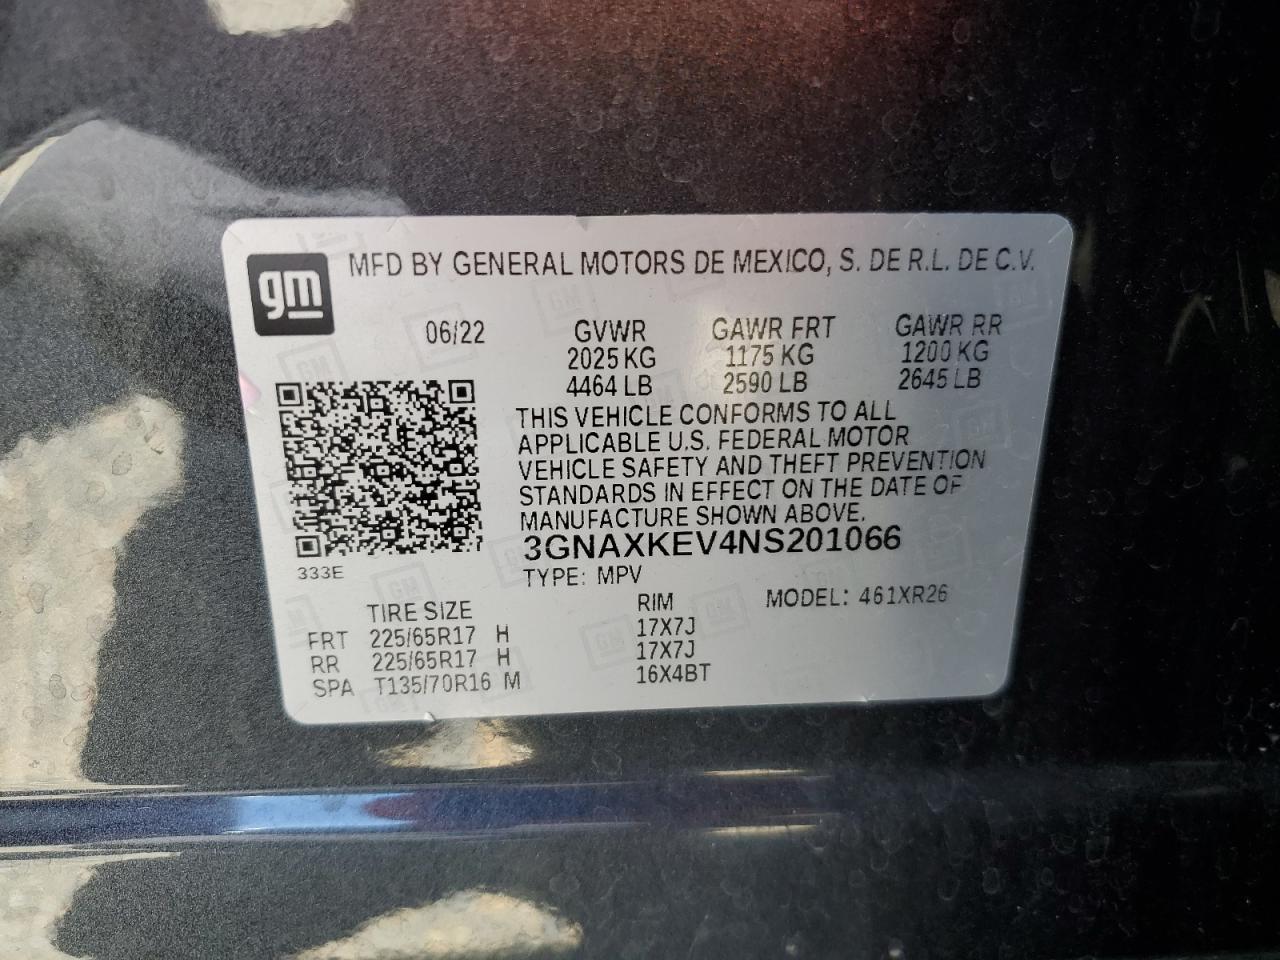 gm
MFD BY GENERAL MOTORS DE MEXICO, S. DE R.L. DE C.V.
06/22 GVWR GAWR FRT GAWR RR
2025 KG 1175 KG 1200 KG
4464 LB 2590 LB 2645 LB
THIS VEHICLE CONFORMS TO ALL
APPLICABLE U.S. FEDERAL MOTOR
VEHICLE SAFETY AND THEFT PREVENTION
STANDARDS IN EFFECT ON THE DATE OF
MANUFACTURE SHOWN ABOVE.
3GNAXKEV4NS201066
333E TYPE: MPV
TIRE SIZE RIM MODEL: 461XR26
FRT 225/65R17 H 17X7J
RR 225/65R17 H 17X7J
SPA T135/70R16 M 16X4BT